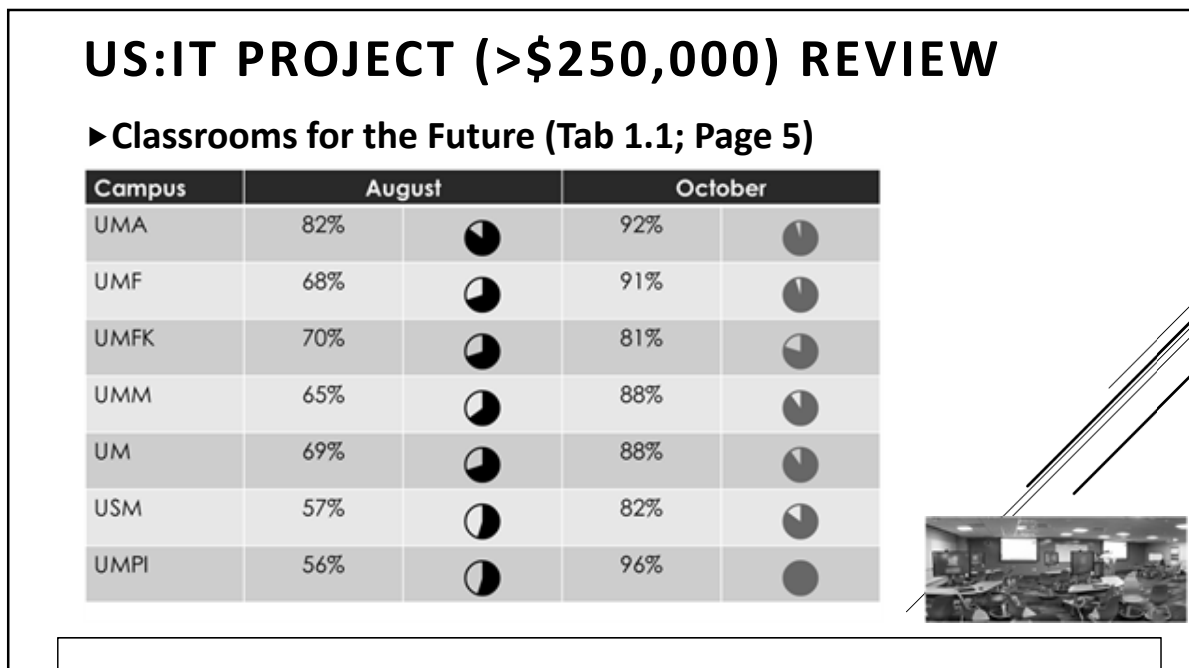 US:IT PROJECT (>$250,000) REVIEW
▶Classrooms for the Future (Tab 1.1; Page 5)
Campus August October
UMA 82% 92%
UMF 68% 91%
UMFK 70% 81%
UMM 65% 88%
UM 69% 88%
USM 57% 82%
UMPI 56% 96%